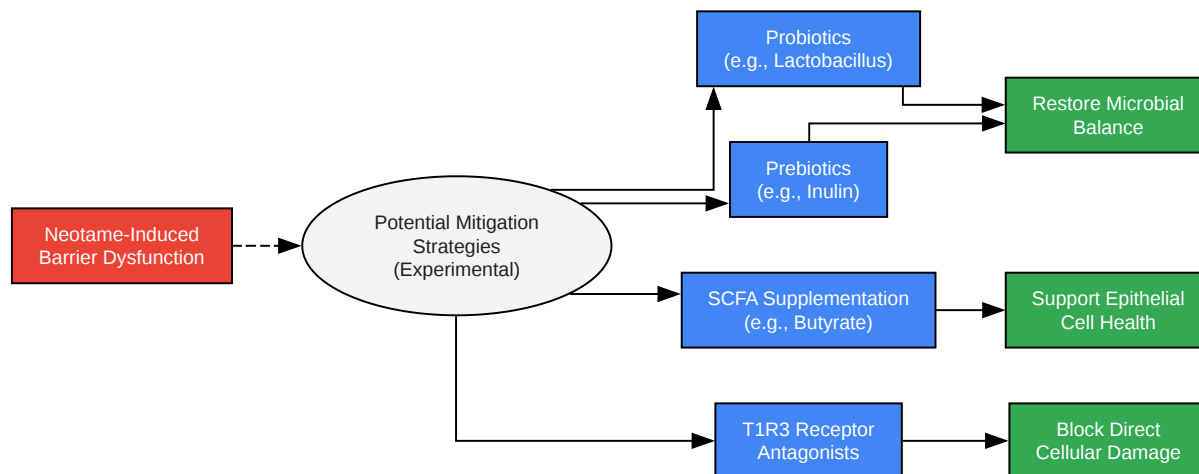 Neotame-Induced
Barrier Dysfunction
Potential Mitigation
Strategies
(Experimental)
Probiotics
(e.g., Lactobacillus)
Prebiotics
(e.g., Inulin)
Restore Microbial
Balance
SCFA Supplementation
(e.g., Butyrate)
Support Epithelial
Cell Health
T1R3 Receptor
Antagonists
Block Direct
Cellular Damage